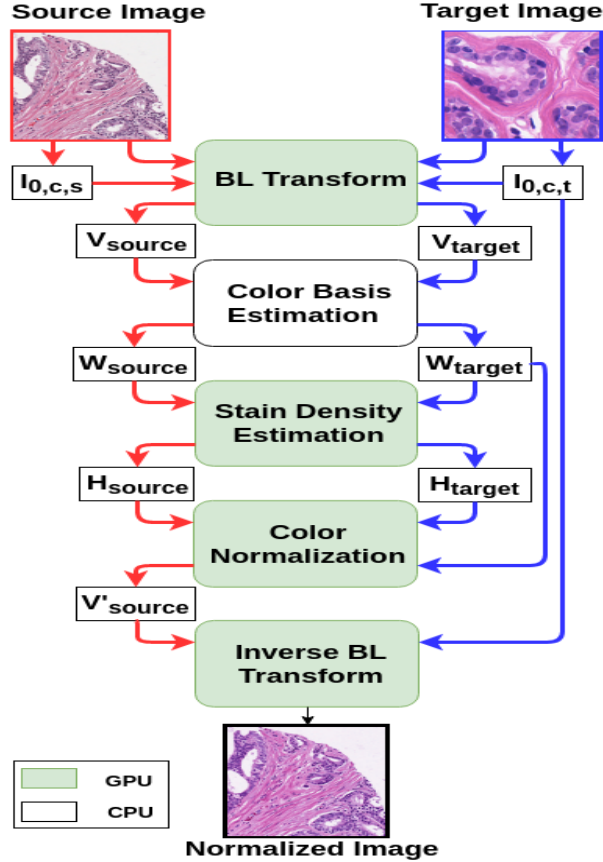 Source Image
Target Image
I0,c,s
BL Transform
I0,c,t
Vsource
Vtarget
Color Basis
Estimation
Wsource
Wtarget
Stain Density
Estimation
Hsource
Htarget
Color
Normalization
V'source
Inverse BL
Transform
GPU
CPU
Normalized Image